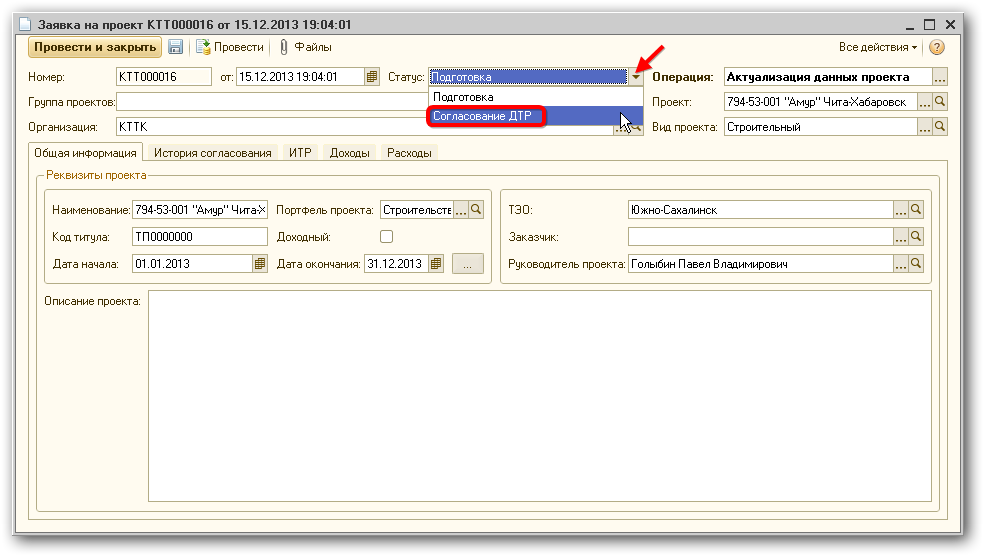 Заявка на проект КТТ000016 от 15.12.2013 19:04:01
Провести и закрыть Провести Файлы Все действия ?
Номер: КТТ000016 от: 15.12.2013 19:04:01 Статус: Подготовка Операция: Актуализация данных проекта ...
Группа проектов: Подготовка Проект: 794-53-001 "Амур" Чита-Хабаровск ...
Согласование ДТР
Организация: КТТК ... Вид проекта: Строительный ...
Общая информация История согласования ИТР Доходы Расходы
Реквизиты проекта
Наименование: 794-53-001 "Амур" Чита-Х Портфель проекта: Строительств ... ТЭО: Южно-Сахалинск ...
Код титула: ТП0000000 Доходный: Заказчик: ...
Дата начала: 01.01.2013 Дата окончания: 31.12.2013 ... Руководитель проекта: Голыбин Павел Владимирович ...
Описание проекта: